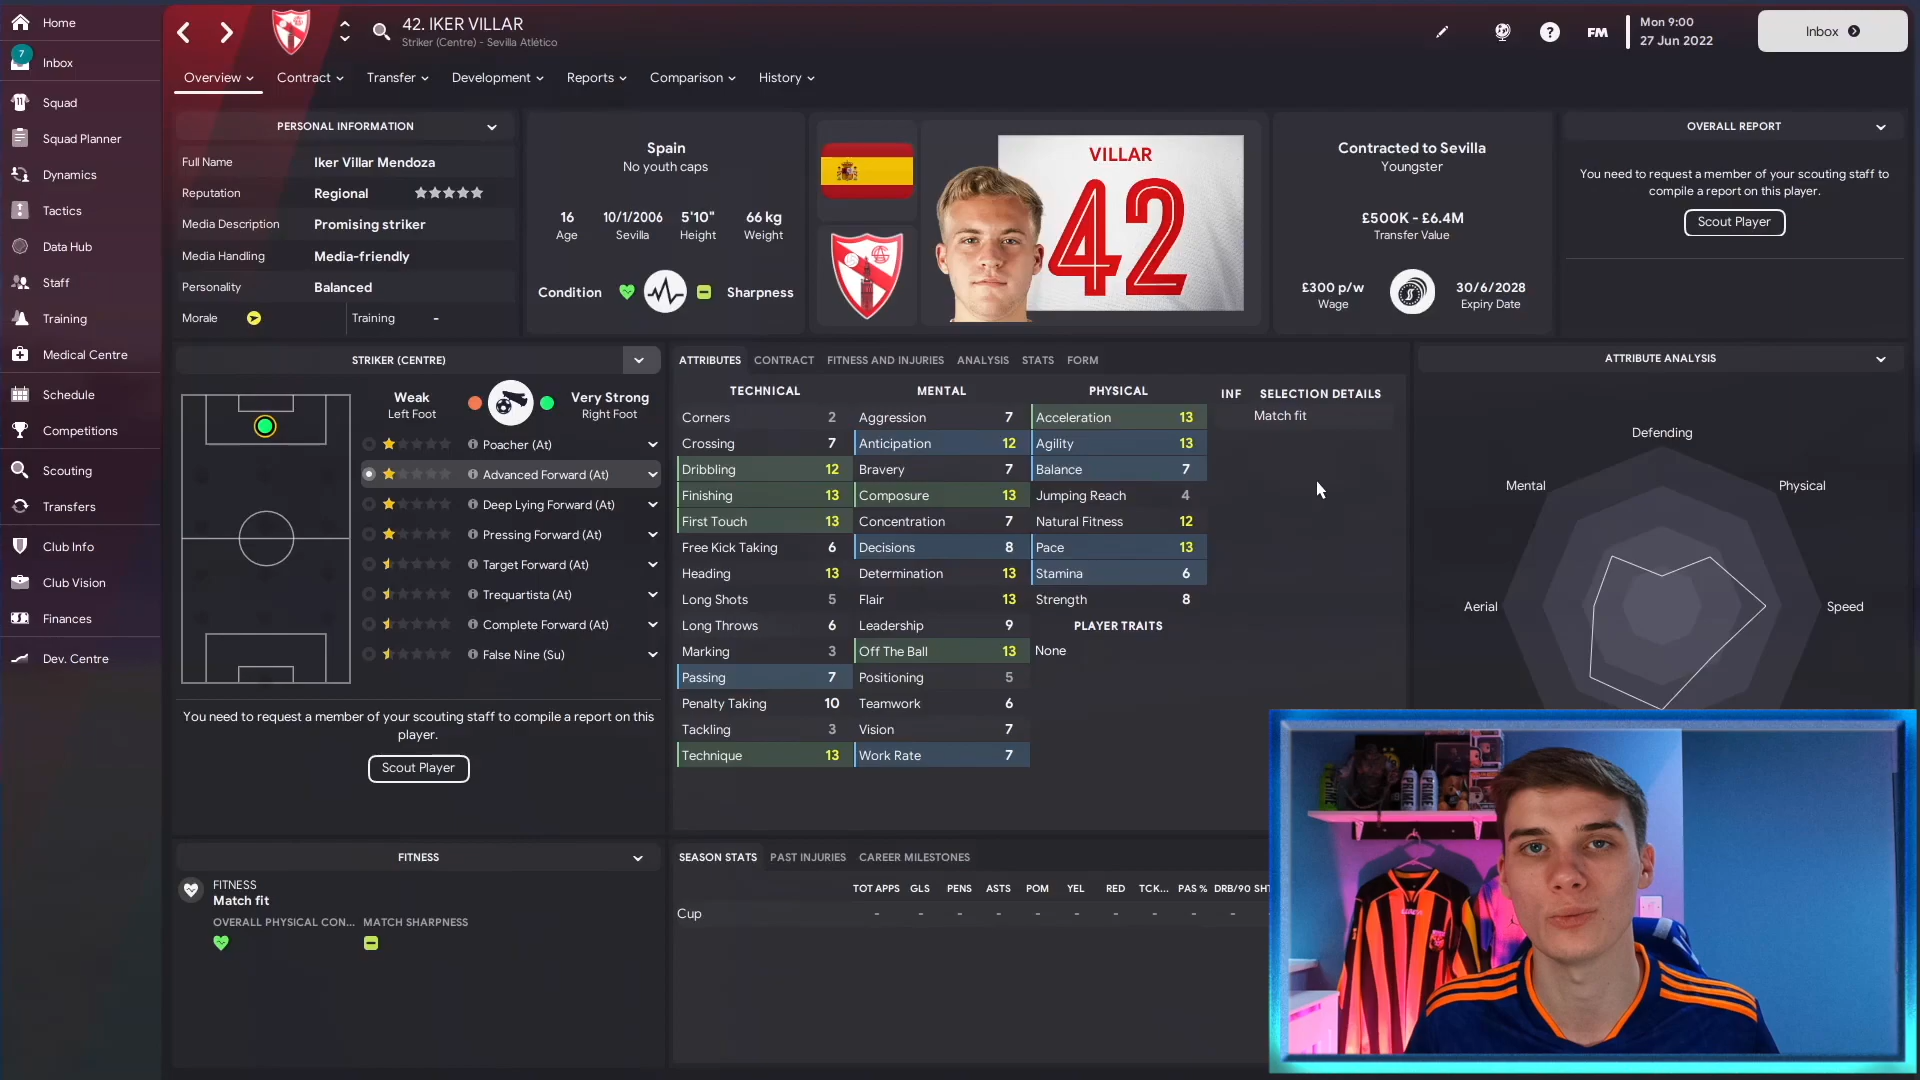 Home
7
Inbox
Squad
Squad Planner
Dynamics
Tactics
Data Hub
Staff
Training
Medical Centre
Schedule
Competitions
Scouting
Transfers
Club Info
Club Vision
Finances
Dev. Centre
42. IKER VILLAR
Striker (Centre) - Sevilla Atlético
? FM Mon 9:00
27 Jun 2022
Inbox
Overview Contract Transfer Development Reports Comparison History
PERSONAL INFORMATION
Full Name Iker Villar Mendoza
Reputation Regional
Media Description Promising striker
Media Handling Media-friendly
Personality Balanced
Morale Training -
Spain
No youth caps
16 10/1/2006 5'10" 66 kg
Age Sevilla Height Weight
Condition Sharpness
VILLAR
42
Contracted to Sevilla
Youngster
£500K - £6.4M
Transfer Value
£300 p/w 30/6/2028
Wage Expiry Date
OVERALL REPORT
You need to request a member of your scouting staff to
compile a report on this player.
Scout Player
STRIKER (CENTRE)
Weak Very Strong
Left Foot Right Foot
Poacher (At)
Advanced Forward (At)
Deep Lying Forward (At)
Pressing Forward (At)
Target Forward (At)
Trequartista (At)
Complete Forward (At)
False Nine (Su)
You need to request a member of your scouting staff to compile a report on this
player.
Scout Player
ATTRIBUTES CONTRACT FITNESS AND INJURIES ANALYSIS STATS FORM
TECHNICAL MENTAL PHYSICAL INF SELECTION DETAILS
Corners 2 Aggression 7 Acceleration 13 Match fit
Crossing 7 Anticipation 12 Agility 13
Dribbling 12 Bravery 7 Balance 7
Finishing 13 Composure 13 Jumping Reach 4
First Touch 13 Concentration 7 Natural Fitness 12
Free Kick Taking 6 Decisions 8 Pace 13
Heading 13 Determination 13 Stamina 6
Long Shots 5 Flair 13 Strength 8
Long Throws 6 Leadership 9 PLAYER TRAITS
Marking 3 Off The Ball 13 None
Passing 7 Positioning 5
Penalty Taking 10 Teamwork 6
Tackling 3 Vision 7
Technique 13 Work Rate 7
ATTRIBUTE ANALYSIS
Defending
Mental Physical
Aerial Speed
FITNESS
FITNESS
Match fit
OVERALL PHYSICAL CON... MATCH SHARPNESS
SEASON STATS PAST INJURIES CAREER MILESTONES
TOT APPS GLS PENS ASTS POM YEL RED TCK... PAS % DRB/90 SHT
Cup - - - - - - - - - - -
PRIME PRIME